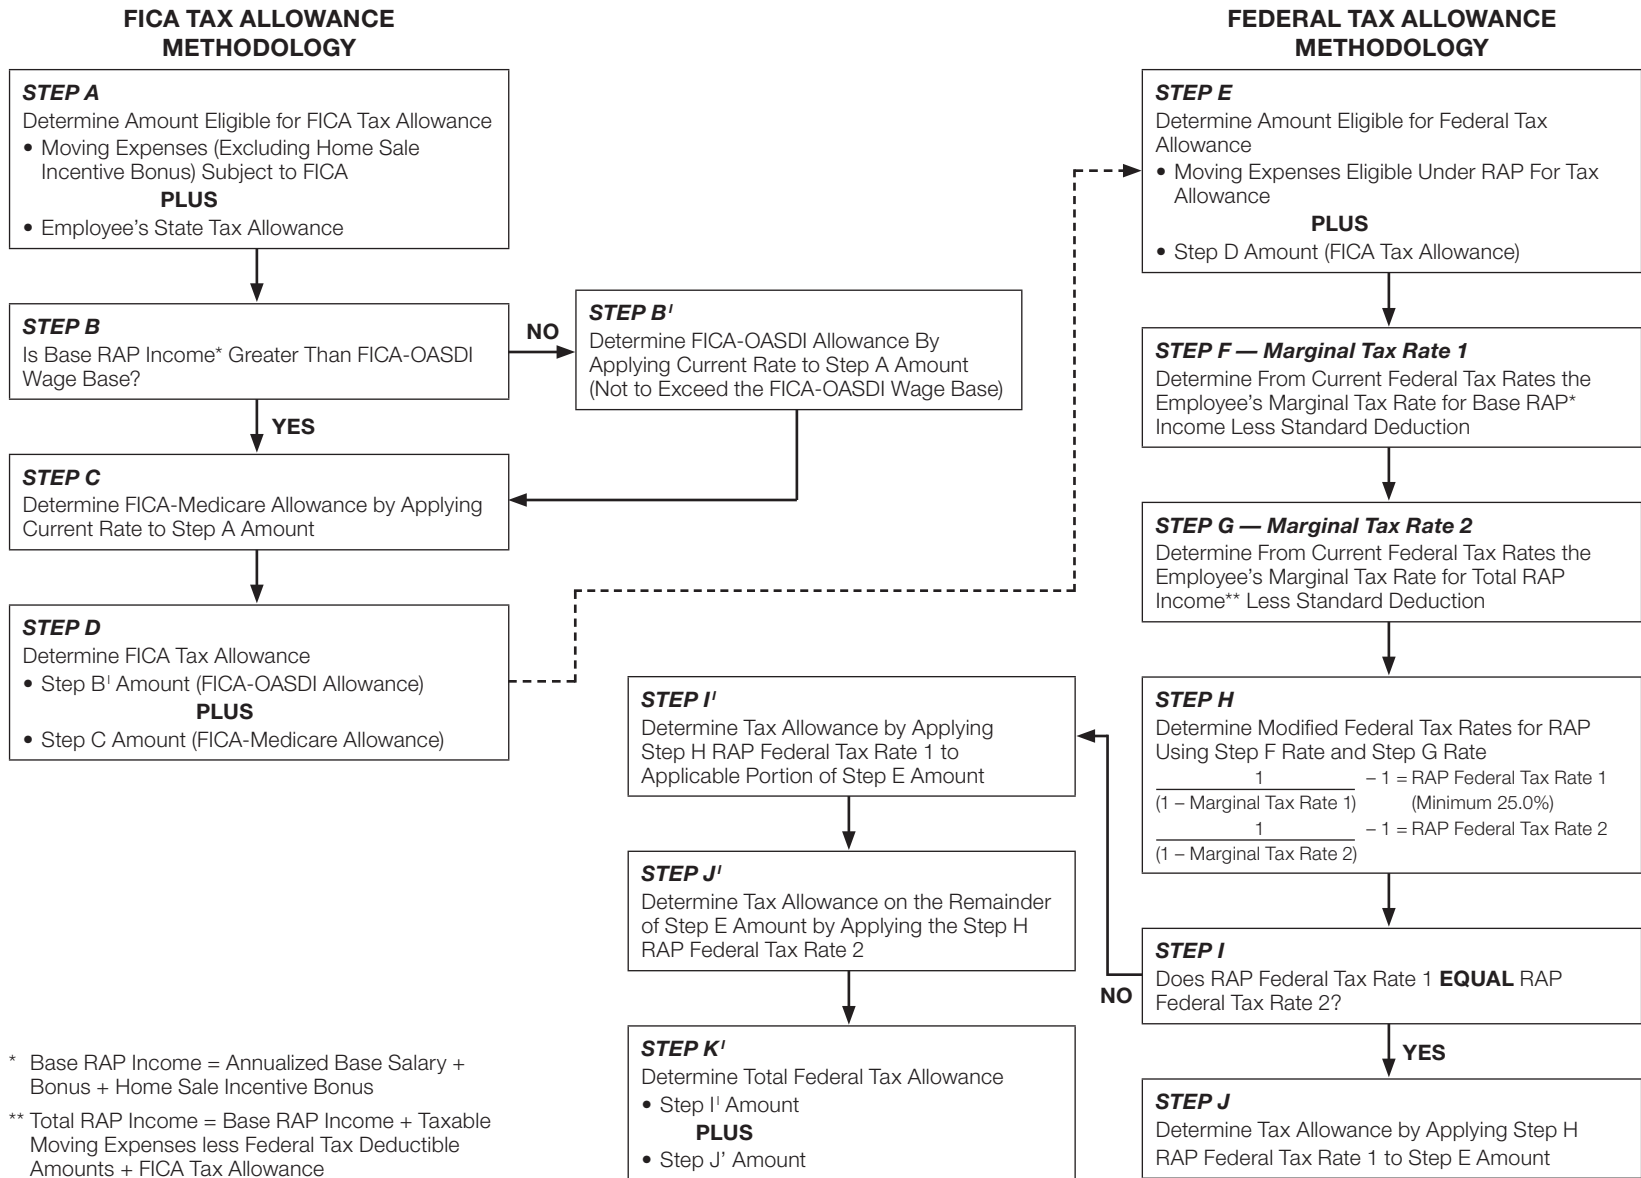 FICA TAX ALLOWANCE
METHODOLOGY
STEP A
Determine Amount Eligible for FICA Tax Allowance
• Moving Expenses (Excluding Home Sale
Incentive Bonus) Subject to FICA
PLUS
• Employee's State Tax Allowance
STEP B
Is Base RAP Income* Greater Than FICA-OASDI
Wage Base?
NO
YES
STEP Bᴵ
Determine FICA-OASDI Allowance By
Applying Current Rate to Step A Amount
(Not to Exceed the FICA-OASDI Wage Base)
STEP C
Determine FICA-Medicare Allowance by Applying
Current Rate to Step A Amount
STEP D
Determine FICA Tax Allowance
• Step Bᴵ Amount (FICA-OASDI Allowance)
PLUS
• Step C Amount (FICA-Medicare Allowance)
FEDERAL TAX ALLOWANCE
METHODOLOGY
STEP E
Determine Amount Eligible for Federal Tax
Allowance
• Moving Expenses Eligible Under RAP For Tax
Allowance
PLUS
• Step D Amount (FICA Tax Allowance)
STEP F — Marginal Tax Rate 1
Determine From Current Federal Tax Rates the
Employee's Marginal Tax Rate for Base RAP*
Income Less Standard Deduction
STEP G — Marginal Tax Rate 2
Determine From Current Federal Tax Rates the
Employee's Marginal Tax Rate for Total RAP
Income** Less Standard Deduction
STEP H
Determine Modified Federal Tax Rates for RAP
Using Step F Rate and Step G Rate
1 – 1 = RAP Federal Tax Rate 1
(1 – Marginal Tax Rate 1) (Minimum 25.0%)
1 – 1 = RAP Federal Tax Rate 2
(1 – Marginal Tax Rate 2)
STEP I
Does RAP Federal Tax Rate 1 EQUAL RAP
Federal Tax Rate 2?
NO
YES
STEP J
Determine Tax Allowance by Applying Step H
RAP Federal Tax Rate 1 to Step E Amount
STEP Iᴵ
Determine Tax Allowance by Applying
Step H RAP Federal Tax Rate 1 to
Applicable Portion of Step E Amount
STEP Jᴵ
Determine Tax Allowance on the Remainder
of Step E Amount by Applying the Step H
RAP Federal Tax Rate 2
STEP Kᴵ
Determine Total Federal Tax Allowance
• Step Iᴵ Amount
PLUS
• Step J’ Amount
* Base RAP Income = Annualized Base Salary +
Bonus + Home Sale Incentive Bonus
** Total RAP Income = Base RAP Income + Taxable
Moving Expenses less Federal Tax Deductible
Amounts + FICA Tax Allowance